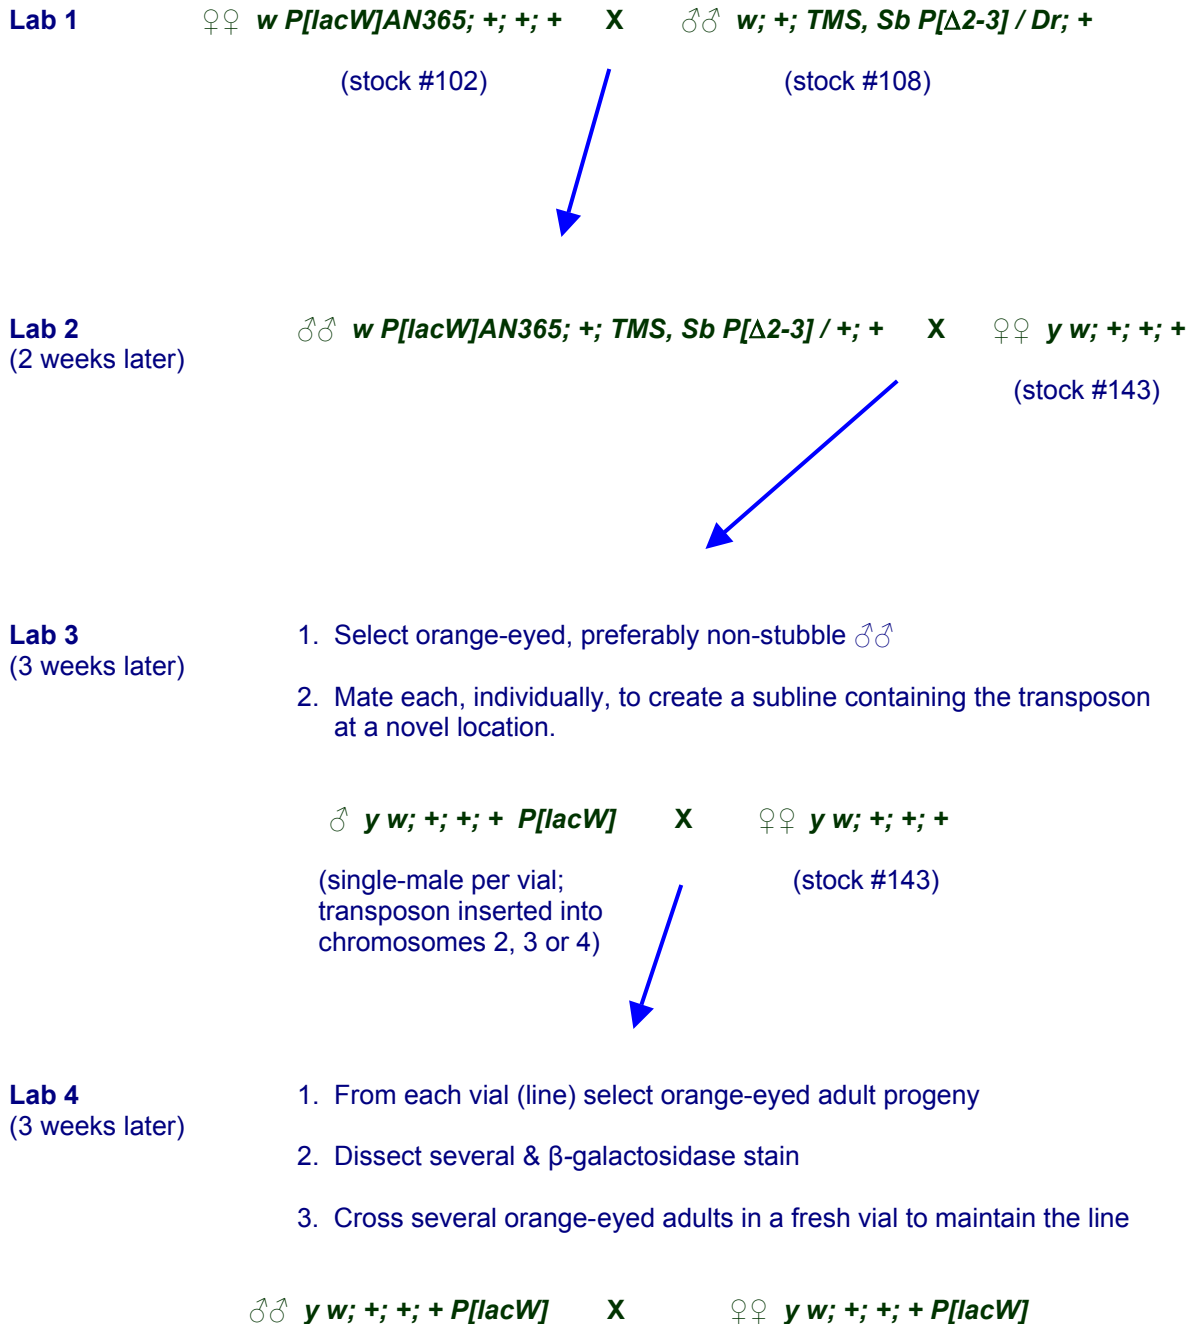 Lab 1 ♀♀ w P[lacW]AN365; +; +; + X ♂♂ w; +; TMS, Sb P[Δ2-3] / Dr; +
(stock #102) (stock #108)
Lab 2 ♂♂ w P[lacW]AN365; +; TMS, Sb P[Δ2-3] / +; + X ♀♀ y w; +; +; +
(2 weeks later)
(stock #143)
Lab 3 1. Select orange-eyed, preferably non-stubble ♂♂
(3 weeks later)
2. Mate each, individually, to create a subline containing the transposon
at a novel location.
♂ y w; +; +; + P[lacW] X ♀♀ y w; +; +; +
(single-male per vial; (stock #143)
transposon inserted into
chromosomes 2, 3 or 4)
Lab 4 1. From each vial (line) select orange-eyed adult progeny
(3 weeks later)
2. Dissect several & β-galactosidase stain
3. Cross several orange-eyed adults in a fresh vial to maintain the line
♂♂ y w; +; +; + P[lacW] X ♀♀ y w; +; +; + P[lacW]